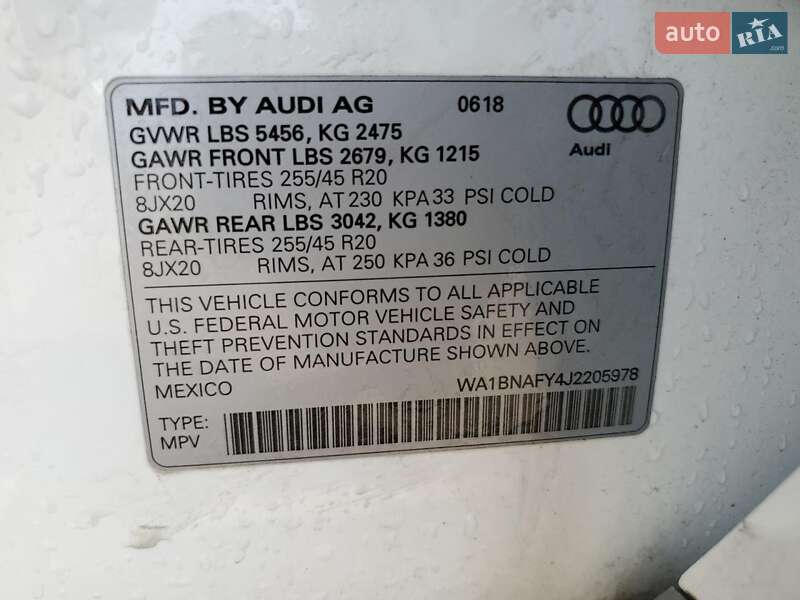 auto RIA.com
MFD. BY AUDI AG 0618
GVWR LBS 5456, KG 2475
GAWR FRONT LBS 2679, KG 1215
Audi
FRONT-TIRES 255/45 R20
8JX20 RIMS, AT 230 KPA 33 PSI COLD
GAWR REAR LBS 3042, KG 1380
REAR-TIRES 255/45 R20
8JX20 RIMS, AT 250 KPA 36 PSI COLD
THIS VEHICLE CONFORMS TO ALL APPLICABLE
U.S. FEDERAL MOTOR VEHICLE SAFETY AND
THEFT PREVENTION STANDARDS IN EFFECT ON
THE DATE OF MANUFACTURE SHOWN ABOVE.
MEXICO WA1BNAFY4J2205978
TYPE:
MPV